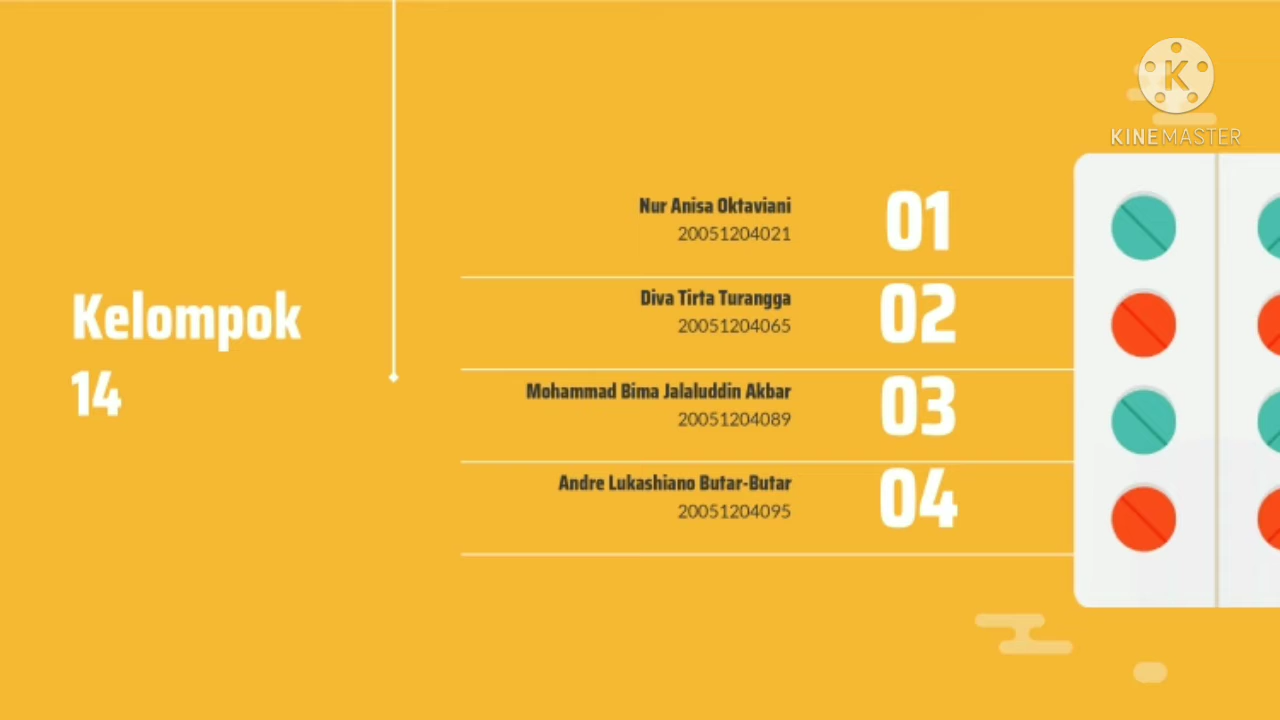 Kelompok
14
Nur Anisa Oktaviani
20051204021
01
Diva Tirta Turangga
20051204065
02
Mohammad Bima Jalaluddin Akbar
20051204089
03
Andre Lukashiano Butar-Butar
20051204095
04
K
KINEMASTER